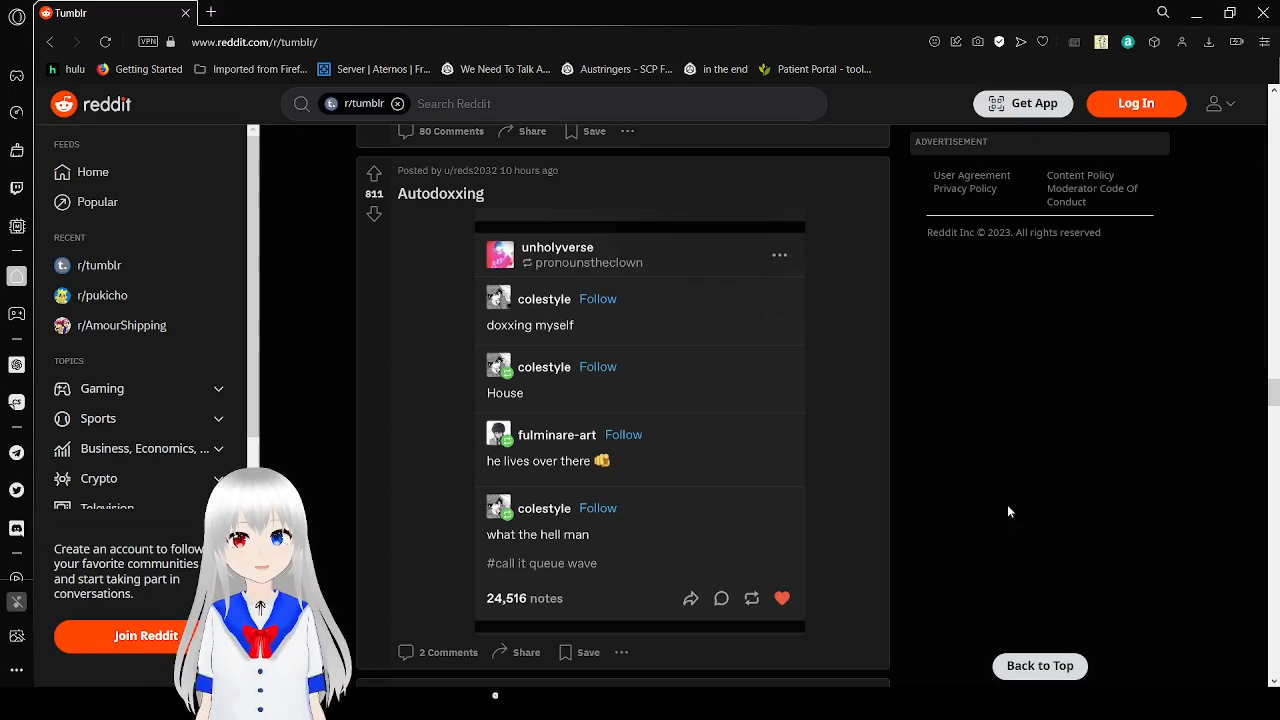 Tumblr
VPN
www.reddit.com/r/tumblr/
hulu
Getting Started
Imported from Firef...
Server | Aternos | Fr...
We Need To Talk A...
Austringers - SCP F...
in the end
Patient Portal - tool...
reddit
r/tumblr
Search Reddit
Get App
Log In
FEEDS
Home
Popular
RECENT
r/tumblr
r/pukicho
r/AmourShipping
TOPICS
Gaming
Sports
Business, Economics, ...
Crypto
Television
Create an account to follow
your favorite communities
and start taking part in
conversations.
Join Reddit
80 Comments
Share
Save
Posted by u/reds2032 10 hours ago
811
Autodoxxing
unholyverse
pronounstheclown
colestyle Follow
doxxing myself
colestyle Follow
House
fulminare-art Follow
he lives over there 🫵
colestyle Follow
what the hell man
#call it queue wave
24,516 notes
2 Comments
Share
Save
ADVERTISEMENT
User Agreement
Privacy Policy
Content Policy
Moderator Code Of
Conduct
Reddit Inc © 2023. All rights reserved
Back to Top